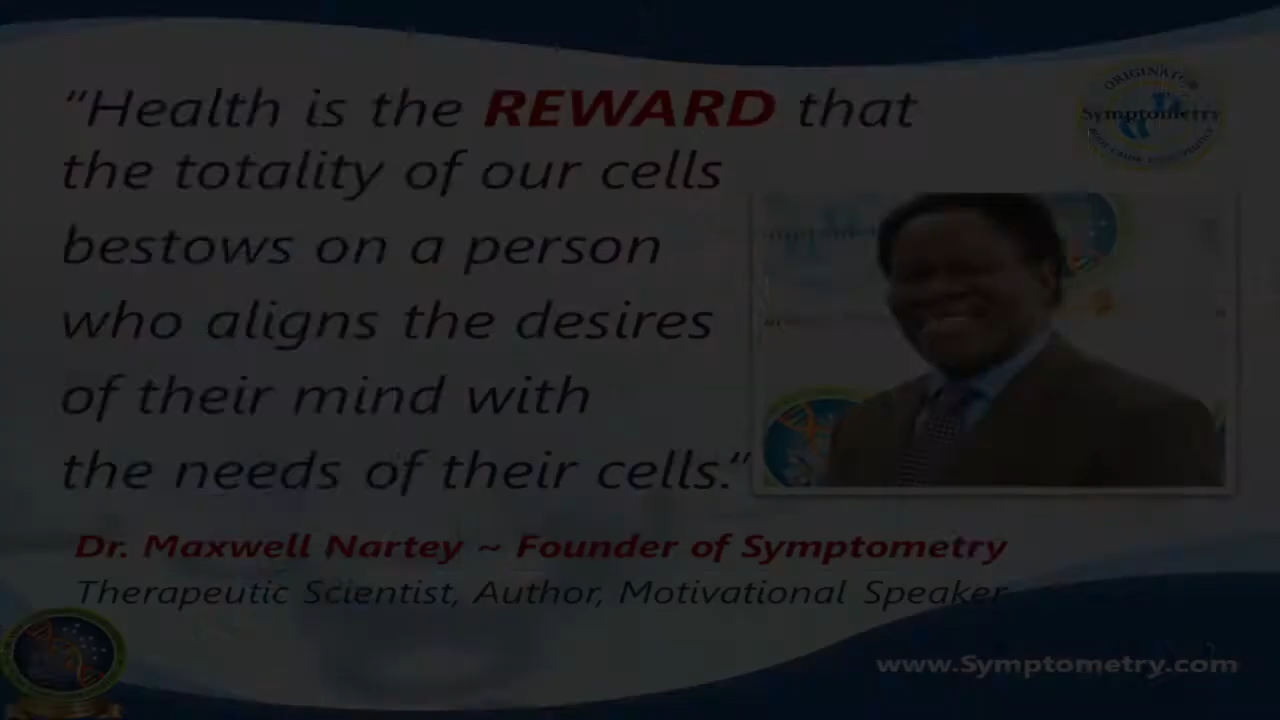 “Health is the REWARD that
the totality of our cells
bestows on a person
who aligns the desires
of their mind with
the needs of their cells.“
Dr. Maxwell Nartey ~ Founder of Symptometry
Therapeutic Scientist, Author, Motivational Speaker
www.Symptometry.com
ORIGINATOR
Symptometry